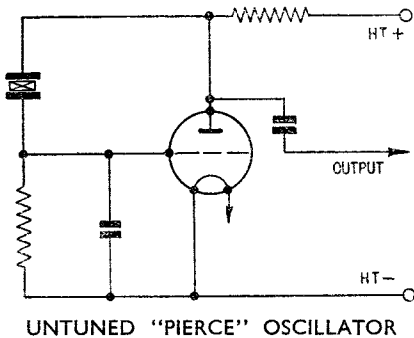 HT+
OUTPUT
HT-
UNTUNED "PIERCE" OSCILLATOR